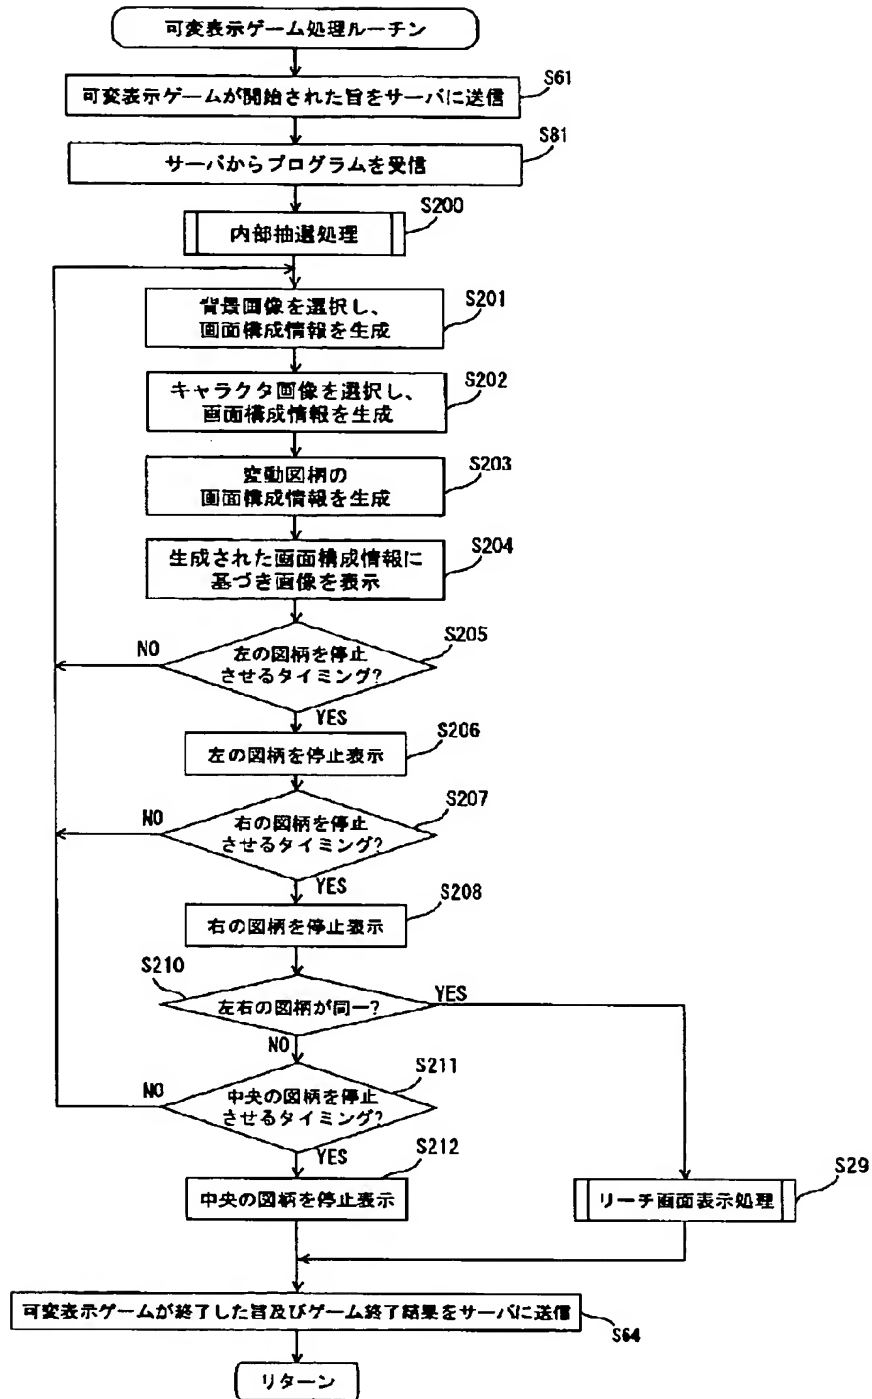 可変表示ゲーム処理ルーチン
S61
可変表示ゲームが開始された旨をサーバに送信
S81
サーバからプログラムを受信
S200
内部抽選処理
S201
背景画像を選択し、
画面構成情報を生成
S202
キャラクタ画像を選択し、
画面構成情報を生成
S203
変動図柄の
画面構成情報を生成
S204
生成された画面構成情報に
基づき画像を表示
S205
NO
左の図柄を停止
させるタイミング?
YES
S206
左の図柄を停止表示
S207
NO
右の図柄を停止
させるタイミング?
YES
S208
右の図柄を停止表示
S210
左右の図柄が同一?
YES
NO
S211
NO
中央の図柄を停止
させるタイミング?
YES
S212
中央の図柄を停止表示
S29
リーチ画面表示処理
可変表示ゲームが終了した旨及びゲーム終了結果をサーバに送信
S64
リターン